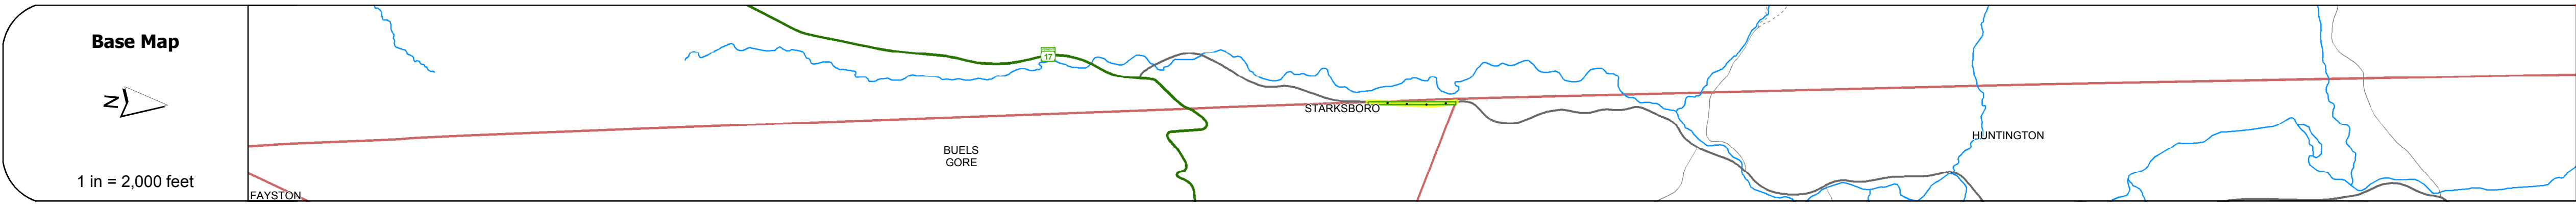 Base Map
N
1 in = 2,000 feet
17
STARKSBORO
BUELS
GORE
HUNTINGTON
FAYSTON